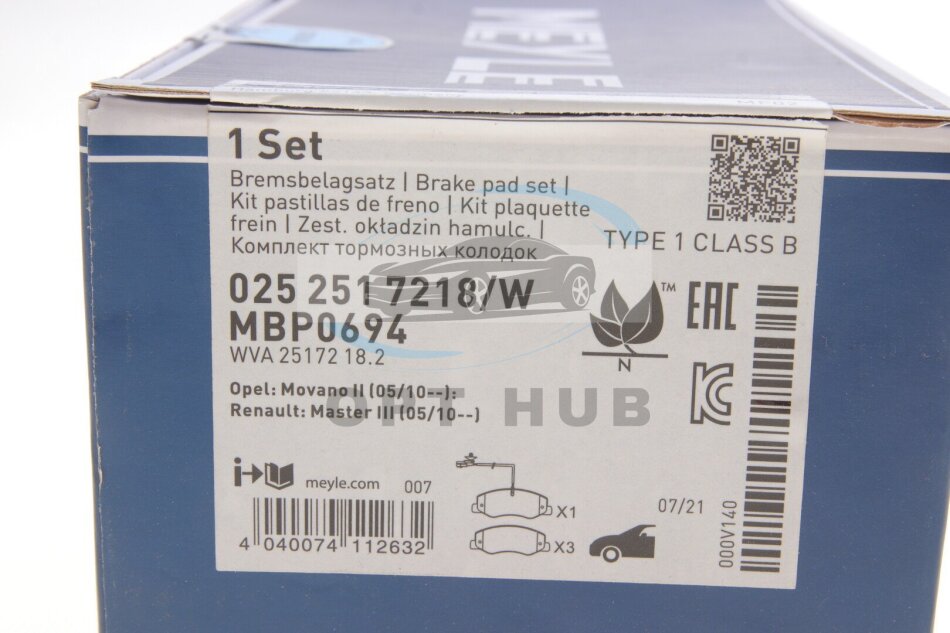 MEYLE
1 Set
Bremsbelagsatz | Brake pad set |
Kit pastillas de freno | Kit plaquette
frein | Zest. okładzin hamulc. |
Комплект тормозных колодок
TYPE 1 CLASS B
025 251 7218/W
MBP0694
WVA 25172 18.2
TM
N
EAC
Opel: Movano II (05/10--);
Renault: Master III (05/10--)
OPT HUB
meyle.com
007
4 040074 112632
X1
X3
07/21
000V140